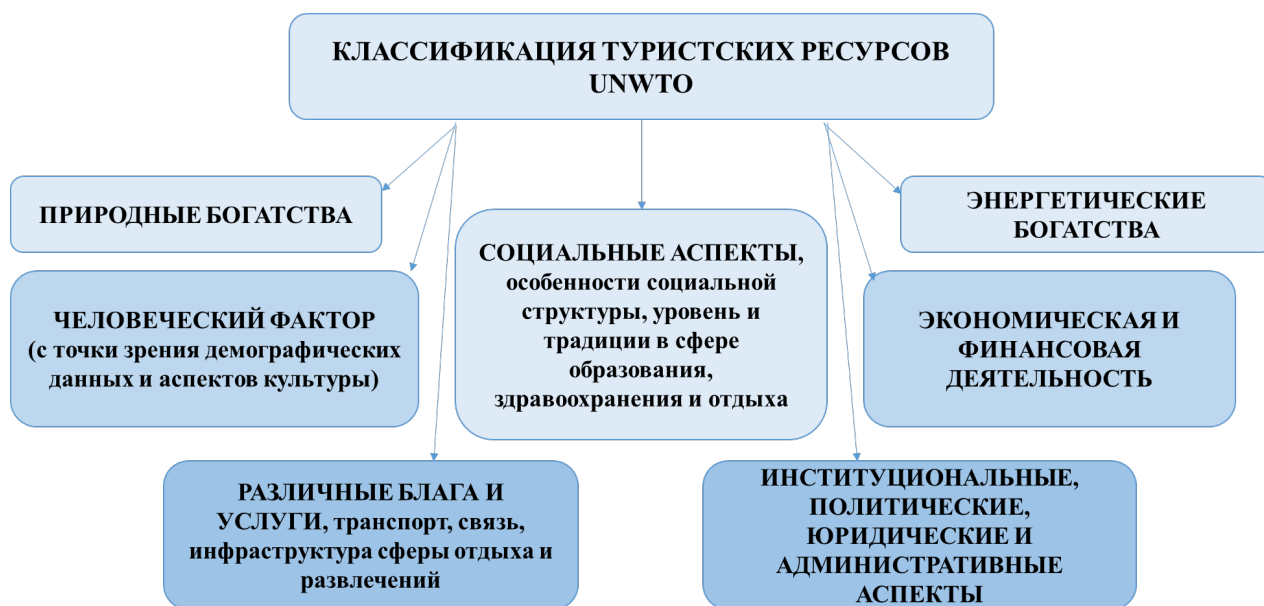 КЛАССИФИКАЦИЯ ТУРИСТСКИХ РЕСУРСОВ
UNWTO
ПРИРОДНЫЕ БОГАТСТВА
ЭНЕРГЕТИЧЕСКИЕ
БОГАТСТВА
СОЦИАЛЬНЫЕ АСПЕКТЫ,
особенности социальной
структуры, уровень и
традиции в сфере
образования,
здравоохранения и отдыха
ЧЕЛОВЕЧЕСКИЙ ФАКТОР
(с точки зрения демографических
данных и аспектов культуры)
ЭКОНОМИЧЕСКАЯ И
ФИНАНСОВАЯ
ДЕЯТЕЛЬНОСТЬ
РАЗЛИЧНЫЕ БЛАГА И
УСЛУГИ, транспорт, связь,
инфраструктура сферы отдыха и
развлечений
ИНСТИТУЦИОНАЛЬНЫЕ,
ПОЛИТИЧЕСКИЕ,
ЮРИДИЧЕСКИЕ И
АДМИНИСТРАТИВНЫЕ
АСПЕКТЫ